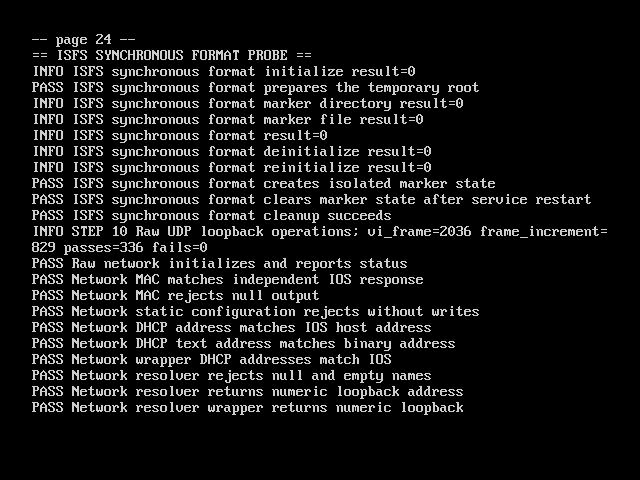 -- page 24 --
== ISFS SYNCHRONOUS FORMAT PROBE ==
INFO ISFS synchronous format initialize result=0
PASS ISFS synchronous format prepares the temporary root
INFO ISFS synchronous format marker directory result=0
INFO ISFS synchronous format marker file result=0
INFO ISFS synchronous format result=0
INFO ISFS synchronous format deinitialize result=0
INFO ISFS synchronous format reinitialize result=0
PASS ISFS synchronous format creates isolated marker state
PASS ISFS synchronous format clears marker state after service restart
PASS ISFS synchronous format cleanup succeeds
INFO STEP 10 Raw UDP loopback operations; vi_frame=2036 frame_increment=
829 passes=336 fails=0
PASS Raw network initializes and reports status
PASS Network MAC matches independent IOS response
PASS Network MAC rejects null output
PASS Network static configuration rejects without writes
PASS Network DHCP address matches IOS host address
PASS Network DHCP text address matches binary address
PASS Network wrapper DHCP addresses match IOS
PASS Network resolver rejects null and empty names
PASS Network resolver returns numeric loopback address
PASS Network resolver wrapper returns numeric loopback